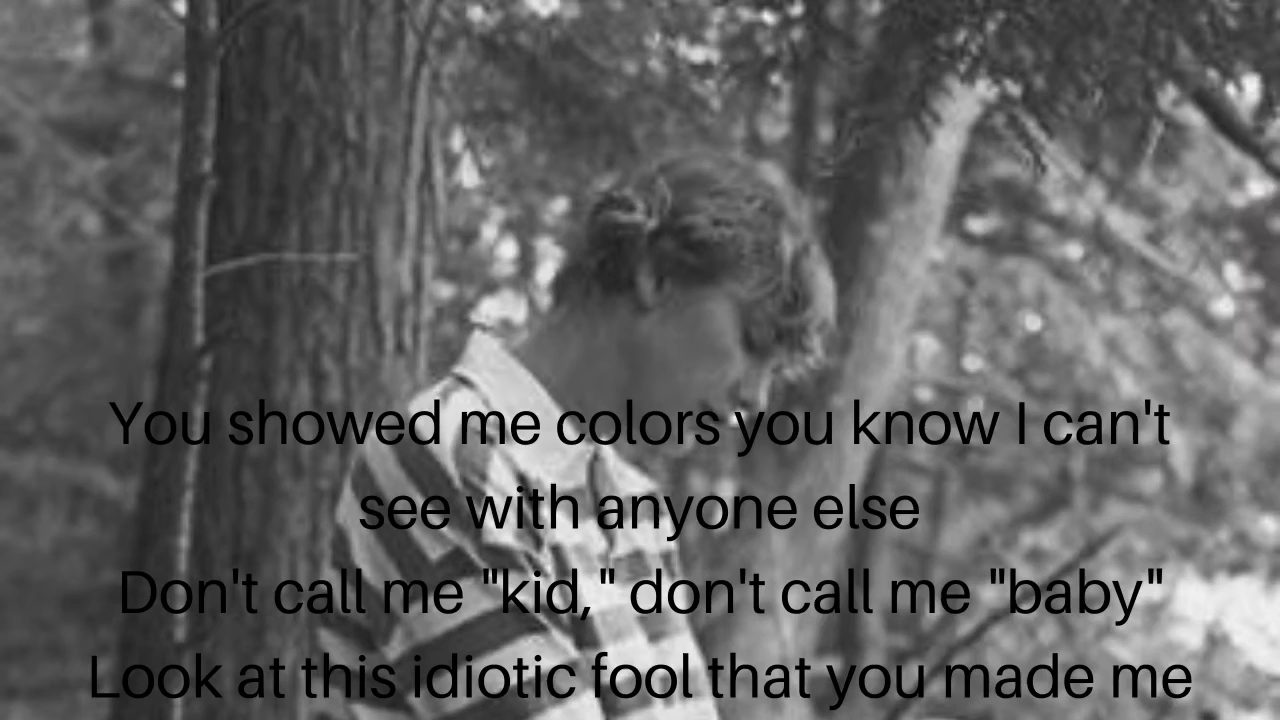 You showed me colors you know I can't
see with anyone else
Don't call me "kid," don't call me "baby"
Look at this idiotic fool that you made me